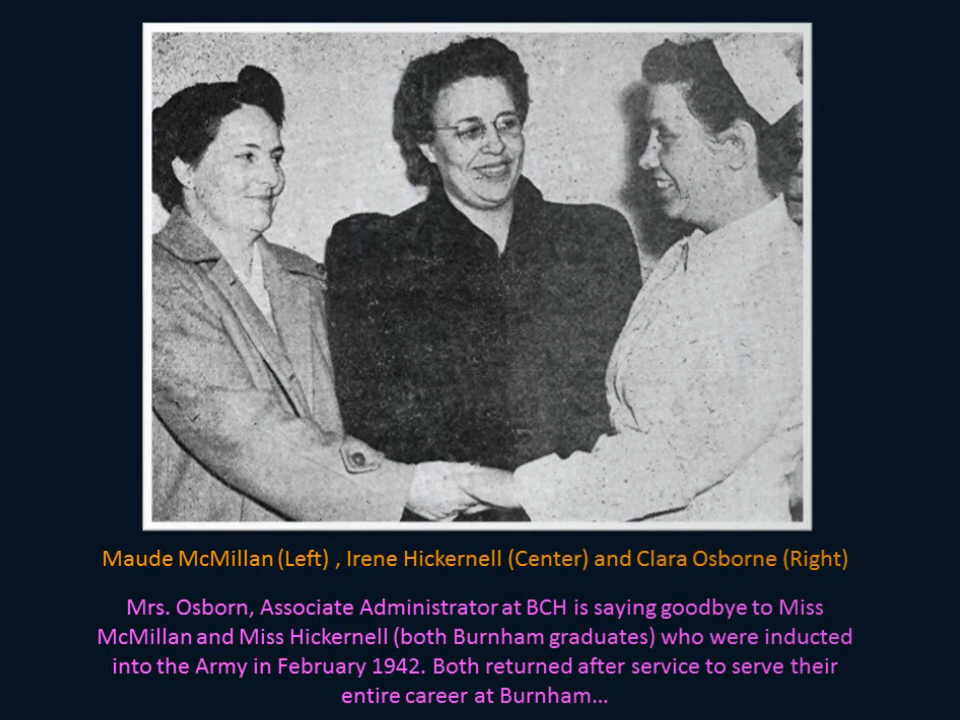 Maude McMillan (Left) , Irene Hickernell (Center) and Clara Osborne (Right)
Mrs. Osborn, Associate Administrator at BCH is saying goodbye to Miss
McMillan and Miss Hickernell (both Burnham graduates) who were inducted
into the Army in February 1942. Both returned after service to serve their
entire career at Burnham…